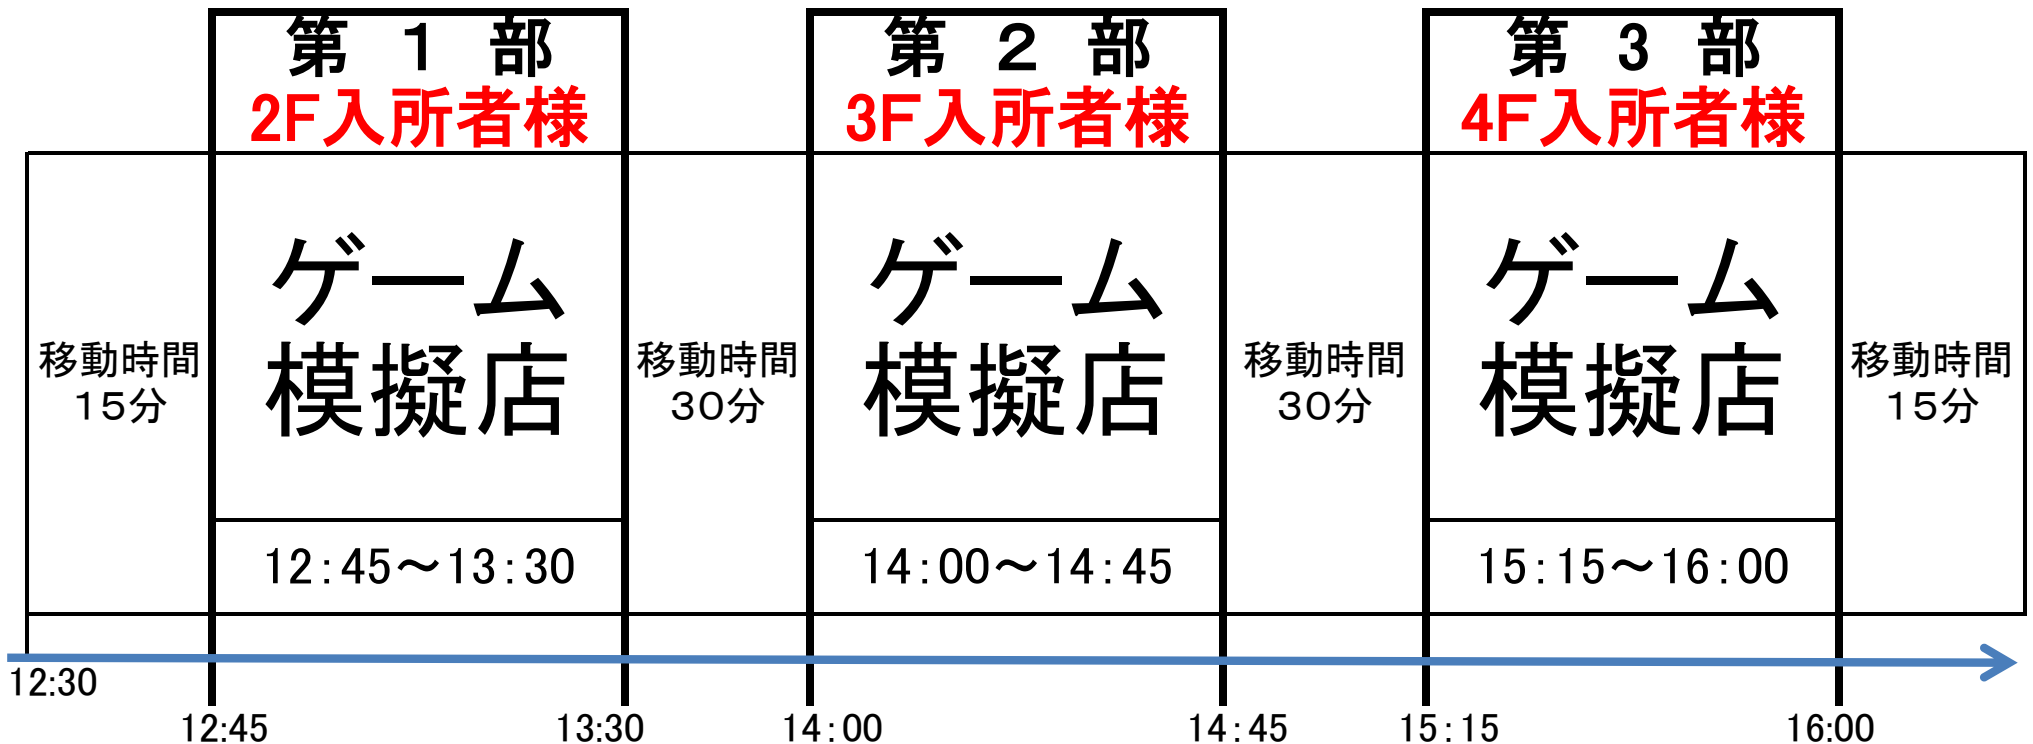 第　１　部
2F入所者様
第　２　部
3F入所者様
第　３　部
4F入所者様
移動時間
１５分
ゲーム
模擬店
移動時間
３０分
ゲーム
模擬店
移動時間
３０分
ゲーム
模擬店
移動時間
１５分
12：45～13：30
14：00～14：45
15：15～16：00
12:30
12:45
13:30
14：00
14：45
15：15
16:00